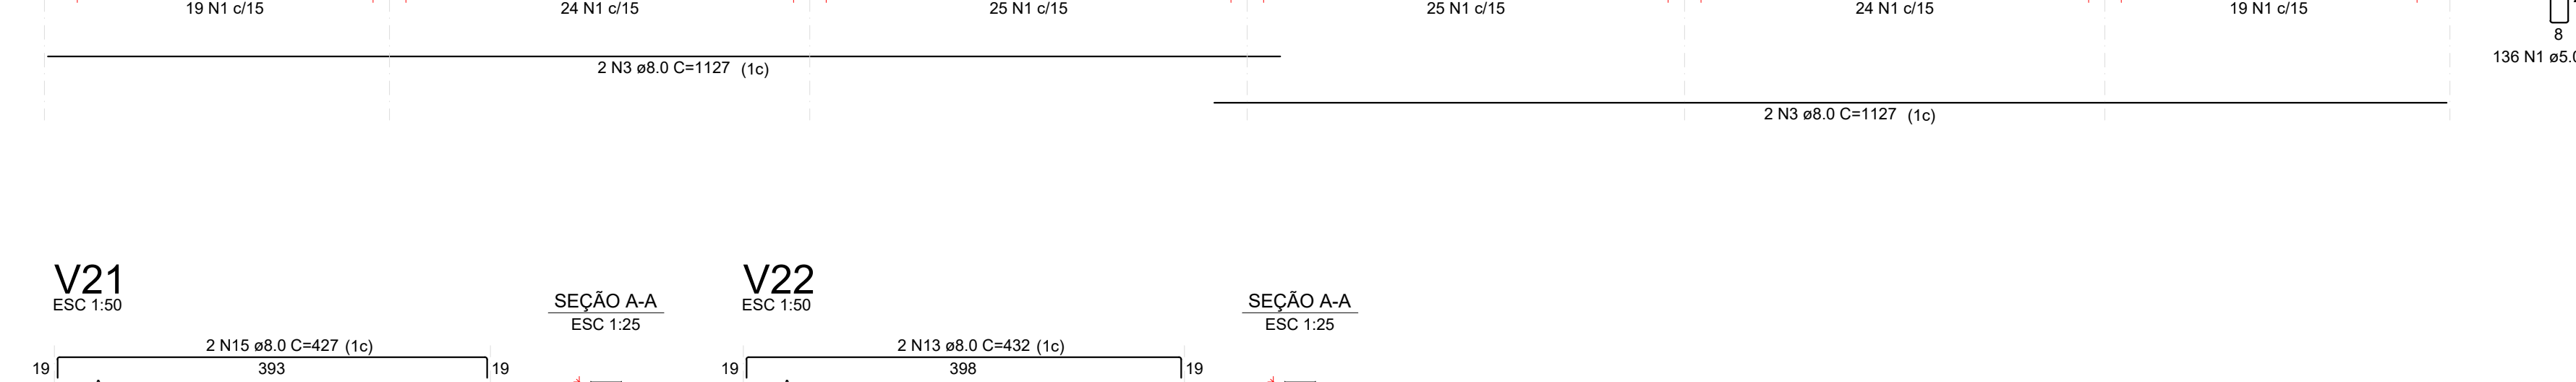 19 N1 c/15 24 N1 c/15 25 N1 c/15 25 N1 c/15 24 N1 c/15 19 N1 c/15
8
2 N3 ø8.0 C=1127 (1c)
136 N1 ø5.0
2 N3 ø8.0 C=1127 (1c)
V21
ESC 1:50
SEÇÃO A-A
ESC 1:25
2 N15 ø8.0 C=427 (1c)
19 393 19
V22
ESC 1:50
SEÇÃO A-A
ESC 1:25
2 N13 ø8.0 C=432 (1c)
19 398 19